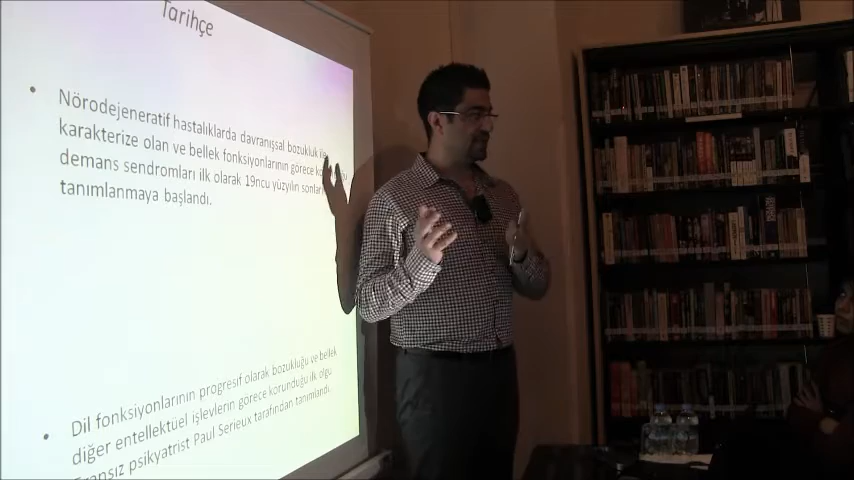 Tarihçe
• Nörodejeneratif hastalıklarda davranışsal bozukluk ile
karakterize olan ve bellek fonksiyonlarının görece
demans sendromları ilk olarak 19ncu yüzyılın sonları
tanımlanmaya başlandı.
• Dil fonksiyonlarının progresif olarak bozukluğu ve bellek
diğer entellektüel işlevlerin görece korunduğu ilk olgu
Fransız psikyatrist Paul Serieux tarafından tanımlandı.